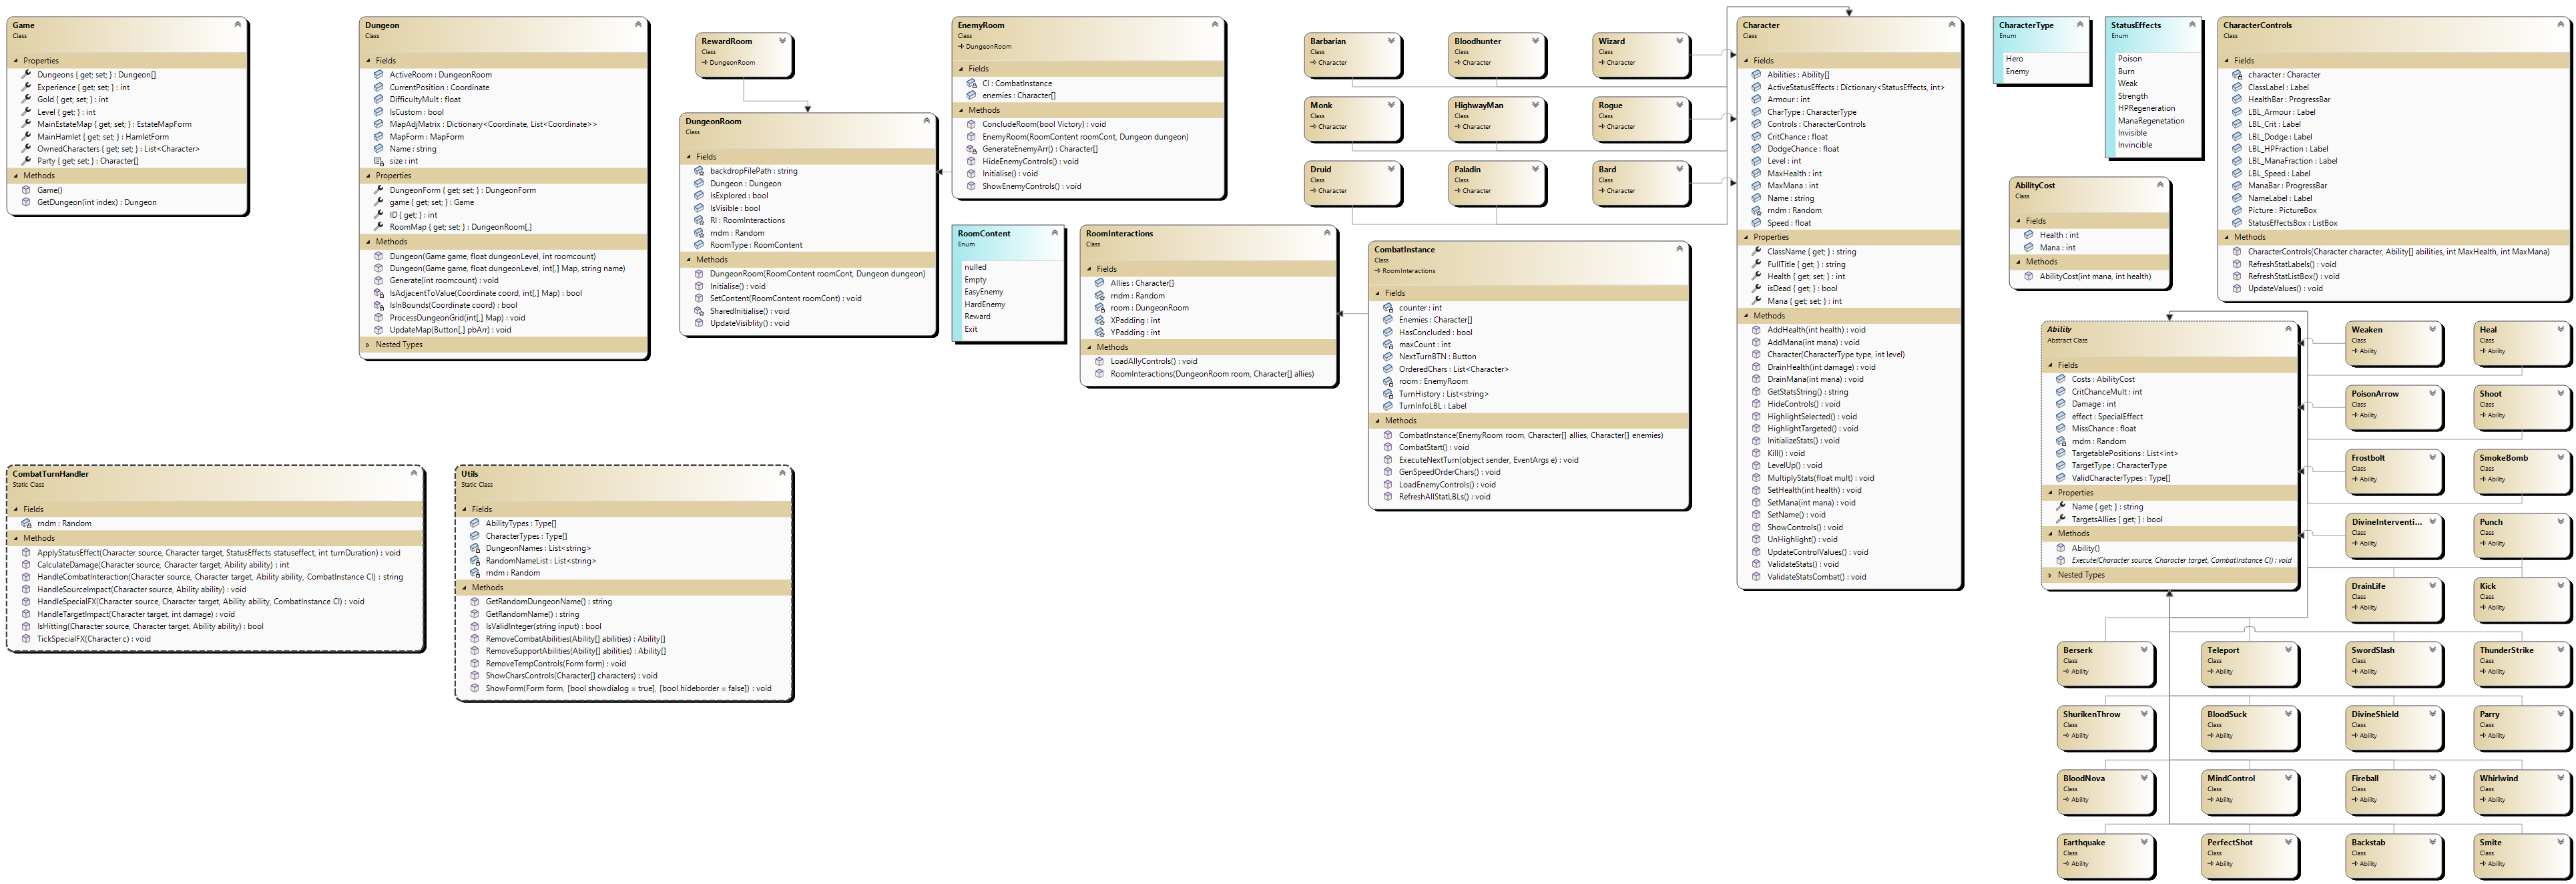 Game
Class
Properties
Dungeons { get; set; } : Dungeon[]
Experience { get; set; } : int
Gold { get; set; } : int
Level { get; set; } : int
MainEstateMap { get; set; } : EstateMapForm
MainHamlet { get; set; } : HamletForm
OwnedCharacters { get; set; } : List<Character>
Party { get; set; } : Character[]
Methods
Game()
GetDungeon(int index) : Dungeon
Dungeon
Class
Fields
ActiveRoom : DungeonRoom
CurrentPosition : Coordinate
DifficultyMult : float
IsCustom : bool
MapAdjMatrix : Dictionary<Coordinate, List<Coordinate>>
MapForm : MapForm
Name : string
size : int
Properties
DungeonForm { get; set; } : DungeonForm
game { get; set; } : Game
ID { get; } : int
RoomMap { get; set; } : DungeonRoom[,]
Methods
Dungeon(Game game, float dungeonLevel, int roomcount)
Dungeon(Game game, float dungeonLevel, int[,] Map, string name)
Generate(int roomcount) : void
IsAdjacentToValue(Coordinate coord, int[,] Map) : bool
IsInBounds(Coordinate coord) : bool
ProcessDungeonGrid(int[,] Map) : void
UpdateMap(Button[,] pbArr) : void
Nested Types
RewardRoom
Class
DungeonRoom
DungeonRoom
Class
Fields
backdropFilePath : string
Dungeon : Dungeon
IsExplored : bool
IsVisible : bool
RI : RoomInteractions
rndm : Random
RoomType : RoomContent
Methods
DungeonRoom(RoomContent roomCont, Dungeon dungeon)
Initialise() : void
SetContent(RoomContent roomCont) : void
SharedInitialise() : void
UpdateVisiblity() : void
EnemyRoom
Class
DungeonRoom
Fields
CI : CombatInstance
enemies : Character[]
Methods
ConcludeRoom(bool Victory) : void
EnemyRoom(RoomContent roomCont, Dungeon dungeon)
GenerateEnemyArr() : Character[]
HideEnemyControls() : void
Initialise() : void
ShowEnemyControls() : void
RoomContent
Enum
nulled
Empty
EasyEnemy
HardEnemy
Reward
Exit
RoomInteractions
Class
Fields
Allies : Character[]
rndm : Random
room : DungeonRoom
XPadding : int
YPadding : int
Methods
LoadAllyControls() : void
RoomInteractions(DungeonRoom room, Character[] allies)
CombatInstance
Class
RoomInteractions
Fields
counter : int
Enemies : Character[]
HasConcluded : bool
maxCount : int
NextTurnBTN : Button
OrderedChars : List<Character>
room : EnemyRoom
TurnHistory : List<string>
TurnInfoLBL : Label
Methods
CombatInstance(EnemyRoom room, Character[] allies, Character[] enemies)
CombatStart() : void
ExecuteNextTurn(object sender, EventArgs e) : void
GenSpeedOrderChars() : void
LoadEnemyControls() : void
RefreshAllStatLBLs() : void
Barbarian
Class
Character
Bloodhunter
Class
Character
Wizard
Class
Character
Monk
Class
Character
HighwayMan
Class
Character
Rogue
Class
Character
Druid
Class
Character
Paladin
Class
Character
Bard
Class
Character
Character
Class
Fields
Abilities : Ability[]
ActiveStatusEffects : Dictionary<StatusEffects, int>
Armour : int
CharType : CharacterType
Controls : CharacterControls
CritChance : float
DodgeChance : float
Level : int
MaxHealth : int
MaxMana : int
Name : string
rndm : Random
Speed : float
Properties
ClassName { get; } : string
FullTitle { get; } : string
Health { get; set; } : int
isDead { get; } : bool
Mana { get; set; } : int
Methods
AddHealth(int health) : void
AddMana(int mana) : void
Character(CharacterType type, int level)
DrainHealth(int damage) : void
DrainMana(int mana) : void
GetStatsString() : string
HideControls() : void
HighlightSelected() : void
HighlightTargeted() : void
InitializeStats() : void
Kill() : void
LevelUp() : void
MultiplyStats(float mult) : void
SetHealth(int health) : void
SetMana(int mana) : void
SetName() : void
ShowControls() : void
UnHighlight() : void
UpdateControlValues() : void
ValidateStats() : void
ValidateStatsCombat() : void
CharacterType
Enum
Hero
Enemy
StatusEffects
Enum
Poison
Burn
Weak
Strength
HPRegeneration
ManaRegenetation
Invisible
Invincible
AbilityCost
Class
Fields
Health : int
Mana : int
Methods
AbilityCost(int mana, int health)
CharacterControls
Class
Fields
character : Character
ClassLabel : Label
HealthBar : ProgressBar
LBL_Armour : Label
LBL_Crit : Label
LBL_Dodge : Label
LBL_HPFraction : Label
LBL_ManaFraction : Label
LBL_Speed : Label
ManaBar : ProgressBar
NameLabel : Label
Picture : PictureBox
StatusEffectsBox : ListBox
Methods
CharacterControls(Character character, Ability[] abilities, int MaxHealth, int MaxMana)
RefreshStatLabels() : void
RefreshStatListBox() : void
UpdateValues() : void
Ability
Abstract Class
Fields
Costs : AbilityCost
CritChanceMult : int
Damage : int
effect : SpecialEffect
MissChance : float
rndm : Random
TargetablePositions : List<int>
TargetType : CharacterType
ValidCharacterTypes : Type[]
Properties
Name { get; } : string
TargetsAllies { get; } : bool
Methods
Ability()
Execute(Character source, Character target, CombatInstance CI) : void
Nested Types
Weaken
Class
Ability
Heal
Class
Ability
PoisonArrow
Class
Ability
Shoot
Class
Ability
Frostbolt
Class
Ability
SmokeBomb
Class
Ability
DivineInterventi...
Class
Ability
Punch
Class
Ability
DrainLife
Class
Ability
Kick
Class
Ability
Berserk
Class
Ability
Teleport
Class
Ability
SwordSlash
Class
Ability
ThunderStrike
Class
Ability
ShurikenThrow
Class
Ability
BloodSuck
Class
Ability
DivineShield
Class
Ability
Parry
Class
Ability
BloodNova
Class
Ability
MindControl
Class
Ability
Fireball
Class
Ability
Whirlwind
Class
Ability
Earthquake
Class
Ability
PerfectShot
Class
Ability
Backstab
Class
Ability
Smite
Class
Ability
CombatTurnHandler
Static Class
Fields
rndm : Random
Methods
ApplyStatusEffect(Character source, Character target, StatusEffects statuseffect, int turnDuration) : void
CalculateDamage(Character source, Character target, Ability ability) : int
HandleCombatInteraction(Character source, Character target, Ability ability, CombatInstance CI) : string
HandleSourceImpact(Character source, Ability ability) : void
HandleSpecialFX(Character source, Character target, Ability ability, CombatInstance CI) : void
HandleTargetImpact(Character target, int damage) : void
IsHitting(Character source, Character target, Ability ability) : bool
TickSpecialFX(Character c) : void
Utils
Static Class
Fields
AbilityTypes : Type[]
CharacterTypes : Type[]
DungeonNames : List<string>
RandomNameList : List<string>
rndm : Random
Methods
GetRandomDungeonName() : string
GetRandomName() : string
IsValidInteger(string input) : bool
RemoveCombatAbilities(Ability[] abilities) : Ability[]
RemoveSupportAbilities(Ability[] abilities) : Ability[]
RemoveTempControls(Form form) : void
ShowCharsControls(Character[] characters) : void
ShowForm(Form form, [bool showdialog = true], [bool hideborder = false]) : void